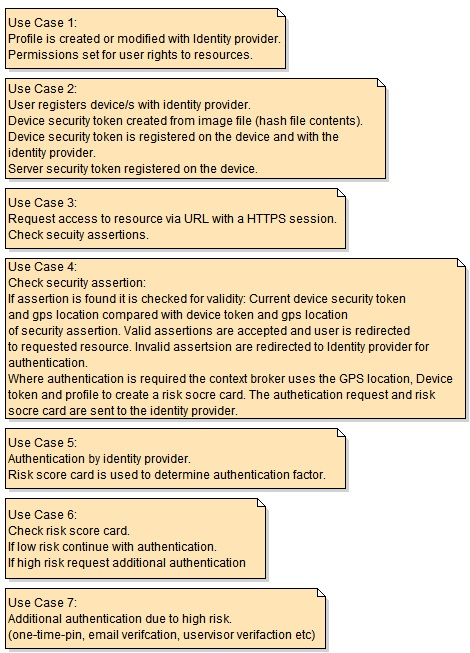 Use Case 1:
Profile is created or modified with Identity provider.
Permissions set for user rights to resources.
Use Case 2:
User registers device/s with identity provider.
Device security token created from image file (hash file contents).
Device security token is registered on the device and with the
identity provider.
Server security token registered on the device.
Use Case 3:
Request access to resource via URL with a HTTPS session.
Check secuity assertions.
Use Case 4:
Check security assertion:
If assertion is found it is checked for validity: Current device security token
and gps location compared with device token and gps location
of security assertion. Valid assertions are accepted and user is redirected
to requested resource. Invalid assertsion are redirected to Identity provider for
authentication.
Where authentication is required the context broker uses the GPS location, Device
token and profile to create a risk socre card. The authetication request and risk
socre card are sent to the identity provider.
Use Case 5:
Authentication by identity provider.
Risk score card is used to determine authentication factor.
Use Case 6:
Check risk score card.
If low risk continue with authentication.
If high risk request additional authentication
Use Case 7:
Additional authentication due to high risk.
(one-time-pin, email verifcation, uservisor verifaction etc)